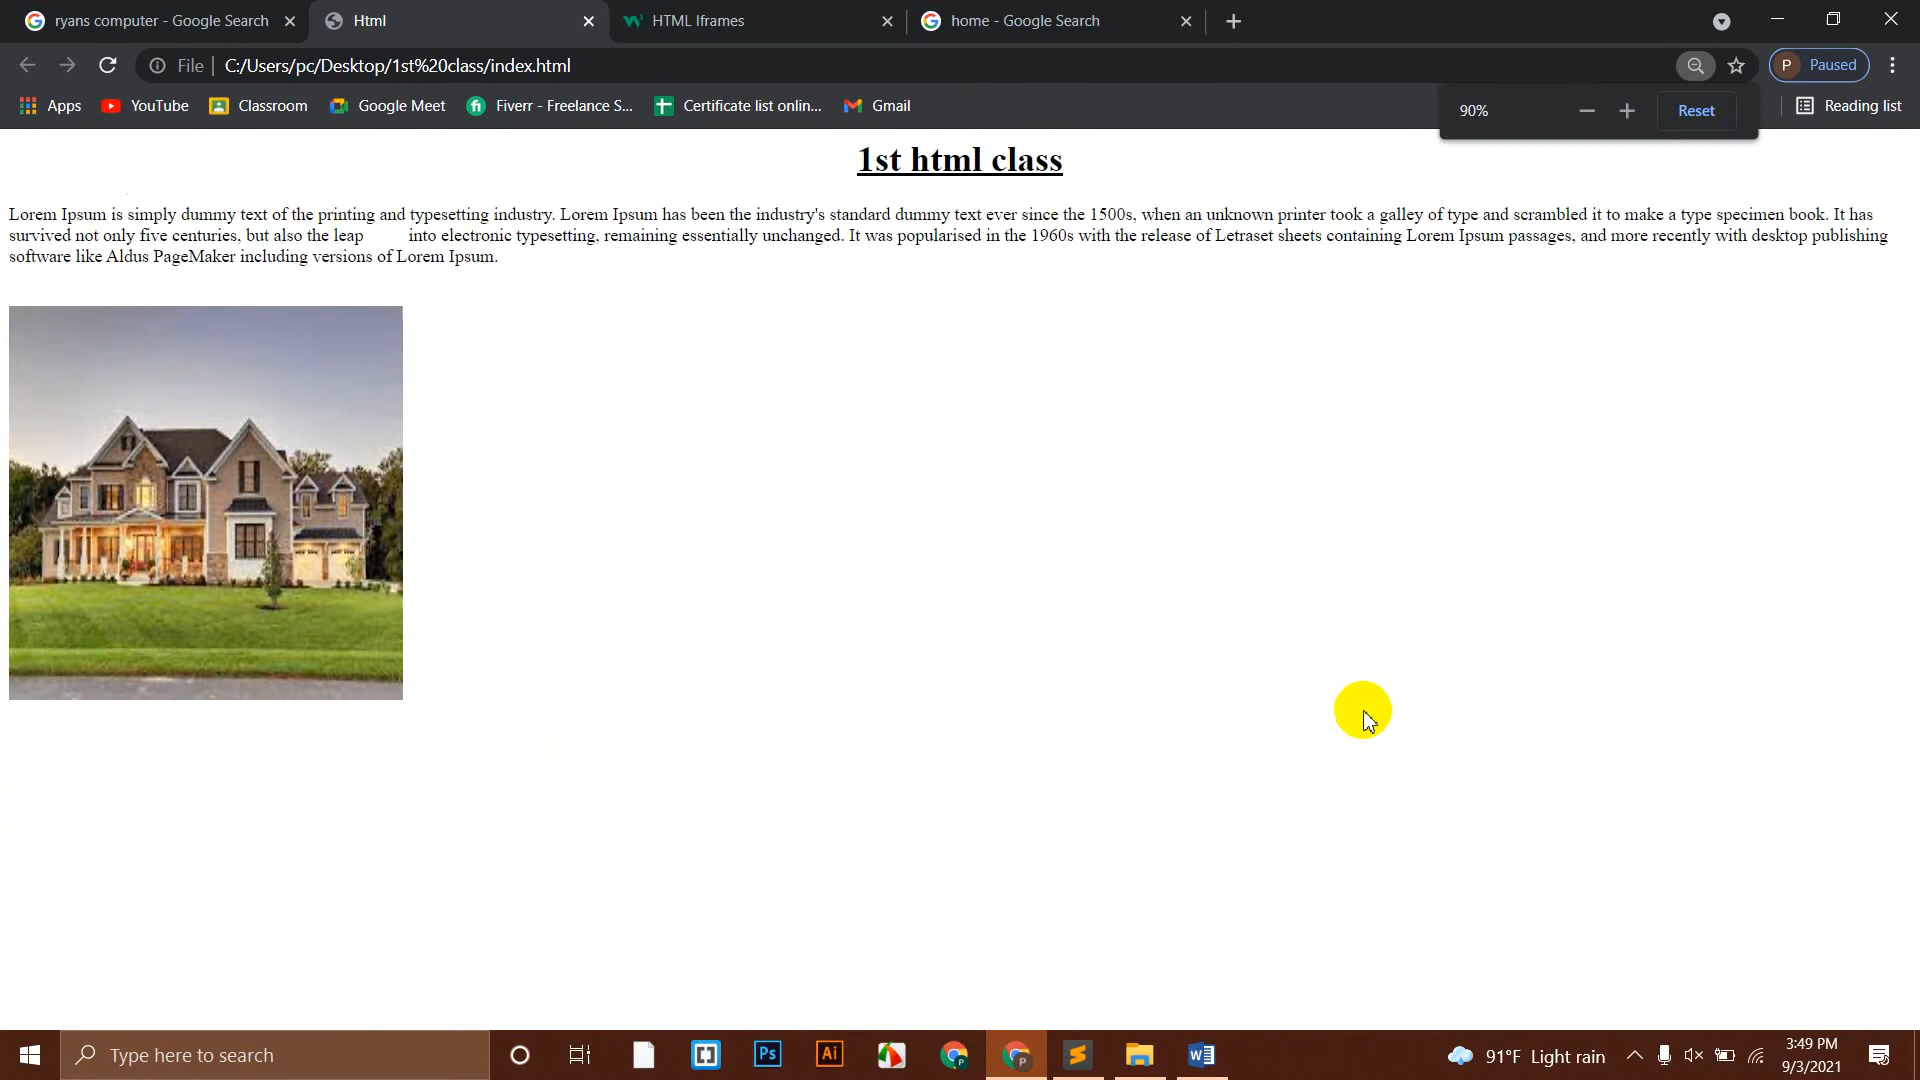 ryans computer - Google Search
Html
HTML Iframes
home - Google Search
File
C:/Users/pc/Desktop/1st%20class/index.html
P Paused
Apps
YouTube
Classroom
Google Meet
Fiverr - Freelance S...
Certificate list onlin...
Gmail
90%
Reset
Reading list
1st html class
Lorem Ipsum is simply dummy text of the printing and typesetting industry. Lorem Ipsum has been the industry's standard dummy text ever since the 1500s, when an unknown printer took a galley of type and scrambled it to make a type specimen book. It has
survived not only five centuries, but also the leap into electronic typesetting, remaining essentially unchanged. It was popularised in the 1960s with the release of Letraset sheets containing Lorem Ipsum passages, and more recently with desktop publishing
software like Aldus PageMaker including versions of Lorem Ipsum.
Type here to search
Ps
Ai
91°F Light rain
3:49 PM
9/3/2021